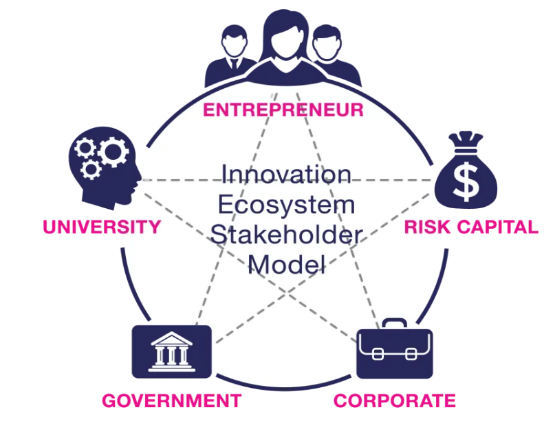 ENTREPRENEUR
Innovation
Ecosystem
Stakeholder
Model
UNIVERSITY
$
RISK CAPITAL
GOVERNMENT
CORPORATE